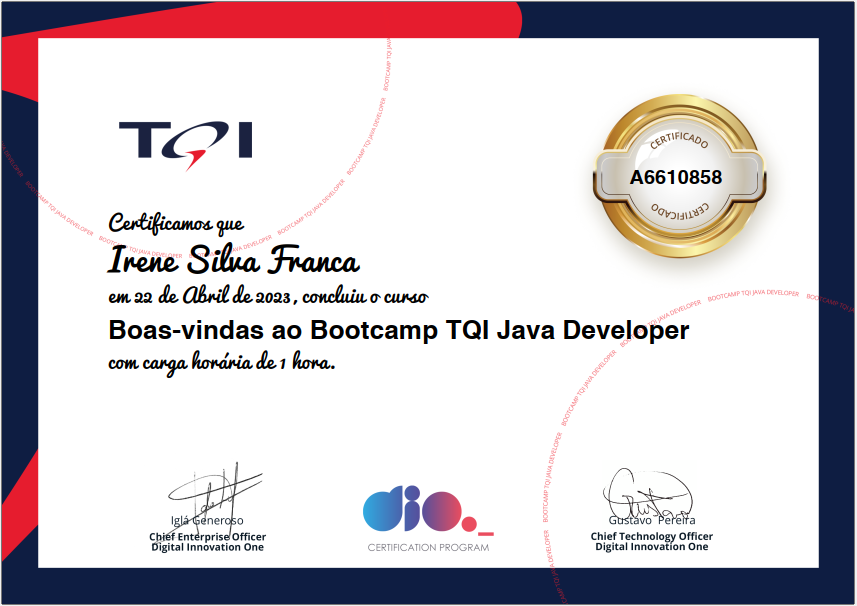 TQI
CERTIFICADO
A6610858
CERTIFICADO
Certificamos que
Irene Silva Franca
em 22 de Abril de 2023, concluiu o curso
Boas-vindas ao Bootcamp TQI Java Developer
com carga horária de 1 hora.
BOOTCAMP TQI JAVA DEVELOPER BOOTCAMP TQI JAVA DEVELOPER BOOTCAMP TQI JAVA DEVELOPER
BOOTCAMP TQI JAVA DEVELOPER BOOTCAMP TQI JAVA DEVELOPER BOOTCAMP TQI JAVA DEVELOPER
Iglá Generoso
Chief Enterprise Officer
Digital Innovation One
dio_
CERTIFICATION PROGRAM
Gustavo Pereira
Chief Technology Officer
Digital Innovation One